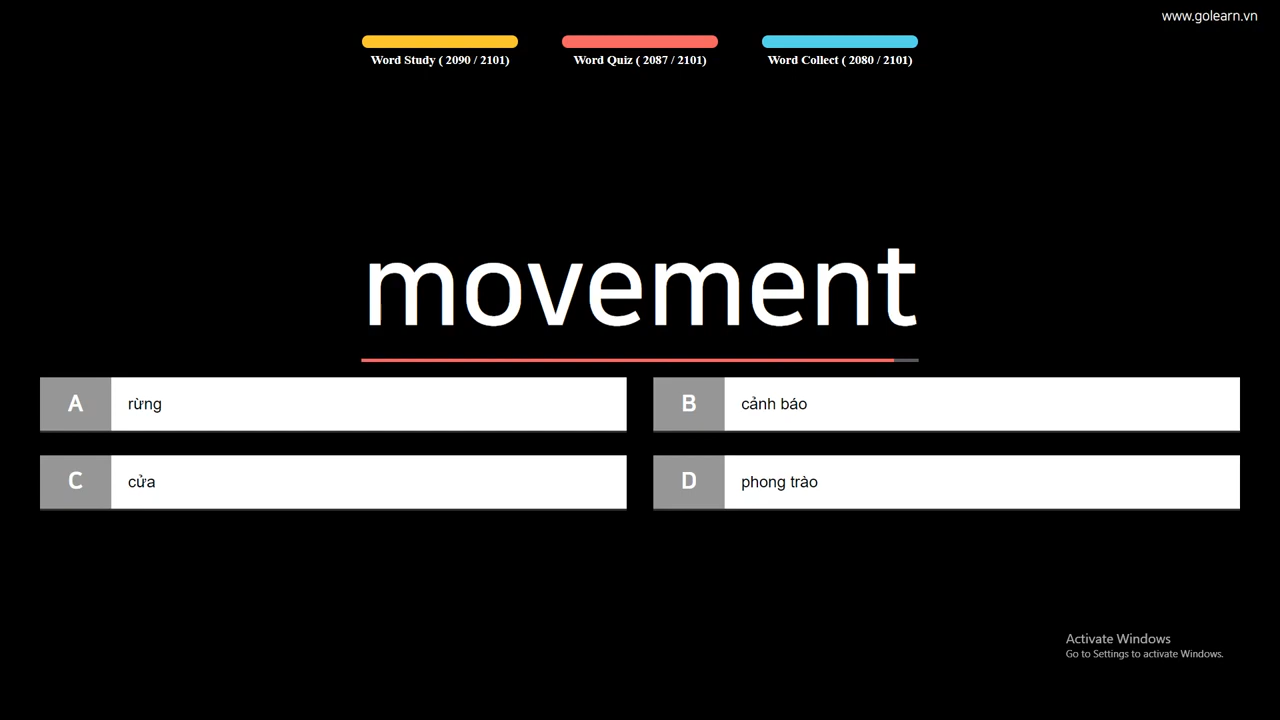 www.golearn.vn
Word Study ( 2090 / 2101)
Word Quiz ( 2087 / 2101)
Word Collect ( 2080 / 2101)
movement
A rừng
B cảnh báo
C cửa
D phong trào
Activate Windows
Go to Settings to activate Windows.